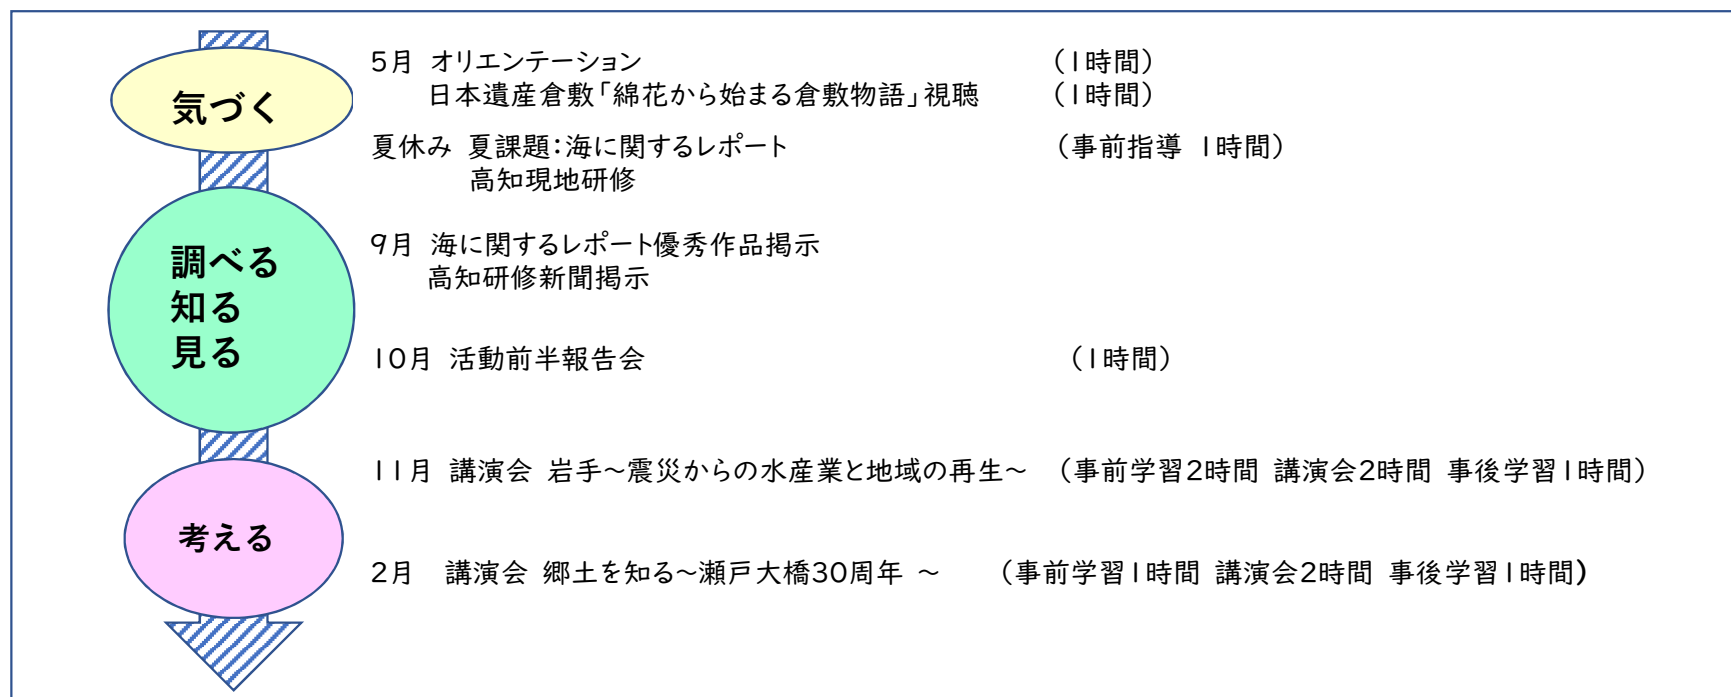 気づく
5月 オリエンテーション (1時間)
日本遺産倉敷「綿花から始まる倉敷物語」視聴 (1時間)
夏休み 夏課題:海に関するレポート (事前指導 1時間)
高知現地研修
調べる
知る
見る
9月 海に関するレポート優秀作品掲示
高知研修新聞掲示
10月 活動前半報告会 (1時間)
11月 講演会 岩手~震災からの水産業と地域の再生~ (事前学習2時間 講演会2時間 事後学習1時間)
考える
2月 講演会 郷土を知る~瀬戸大橋30周年 ~ (事前学習1時間 講演会2時間 事後学習1時間)